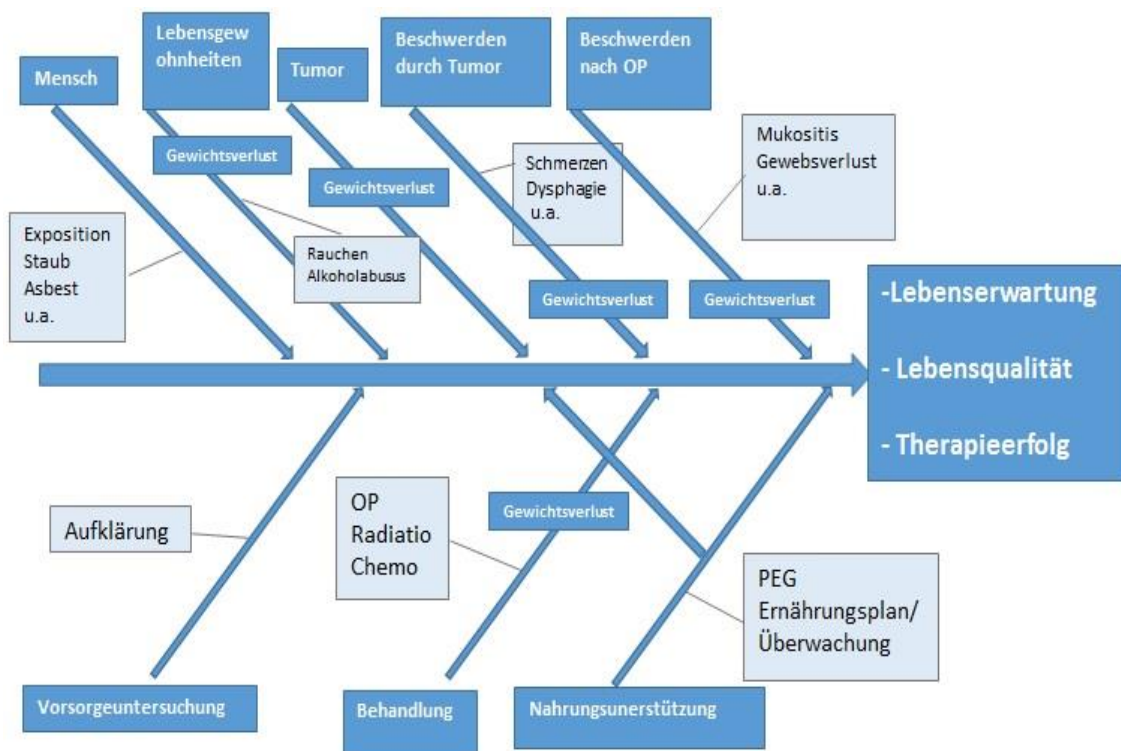 Mensch
Lebensgew
ohnheiten
Tumor
Beschwerden
durch Tumor
Beschwerden
nach OP
Gewichtsverlust
Gewichtsverlust
Schmerzen
Dysphagie
u.a.
Mukositis
Gewebsverlust
u.a.
Exposition
Staub
Asbest
u.a.
Rauchen
Alkoholabusus
Gewichtsverlust
Gewichtsverlust
-Lebenserwartung
- Lebensqualität
- Therapieerfolg
Aufklärung
OP
Radiatio
Chemo
Gewichtsverlust
PEG
Ernährungsplan/
Überwachung
Vorsorgeuntersuchung
Behandlung
Nahrungsunerstützung